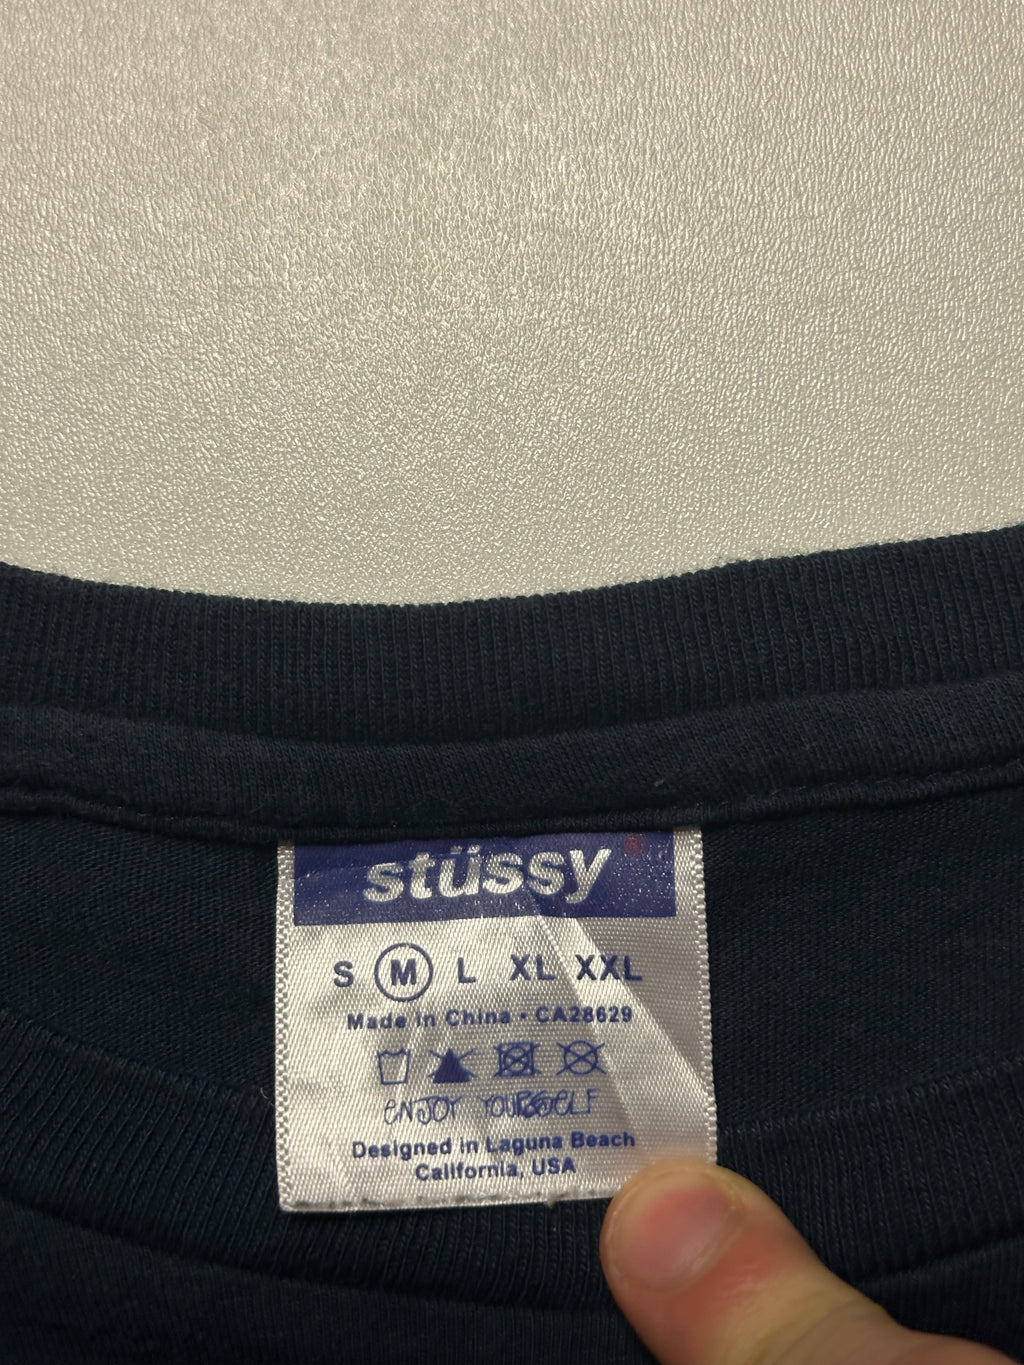 stüssy®
S M L XL XXL
Made in China • CA28629
ENJOY YOURSELF
Designed in Laguna Beach
California, USA